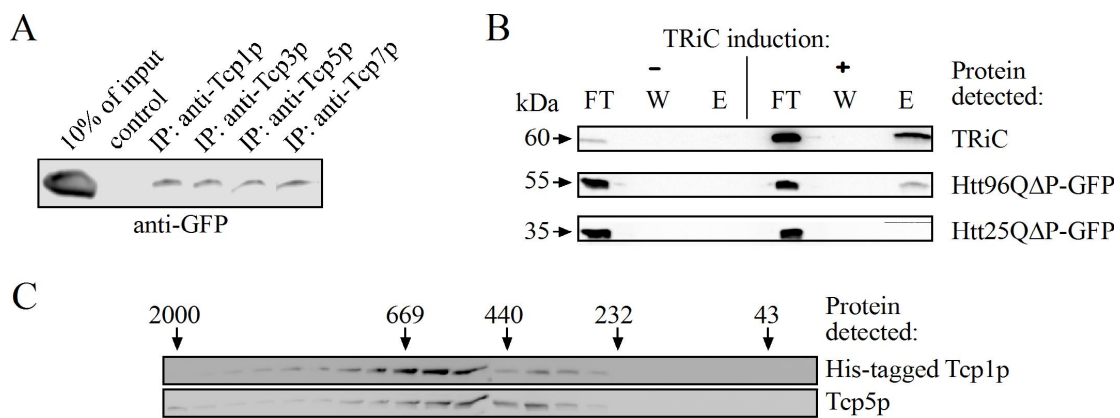 A
10% of input
control
IP: anti-Tcp1p
IP: anti-Tcp3p
IP: anti-Tcp5p
IP: anti-Tcp7p
anti-GFP
B
TRiC induction:
- +
Protein
detected:
kDa FT W E FT W E
60 TRiC
55 Htt96QΔP-GFP
35 Htt25QΔP-GFP
C
2000 669 440 232 43
Protein
detected:
His-tagged Tcp1p
Tcp5p